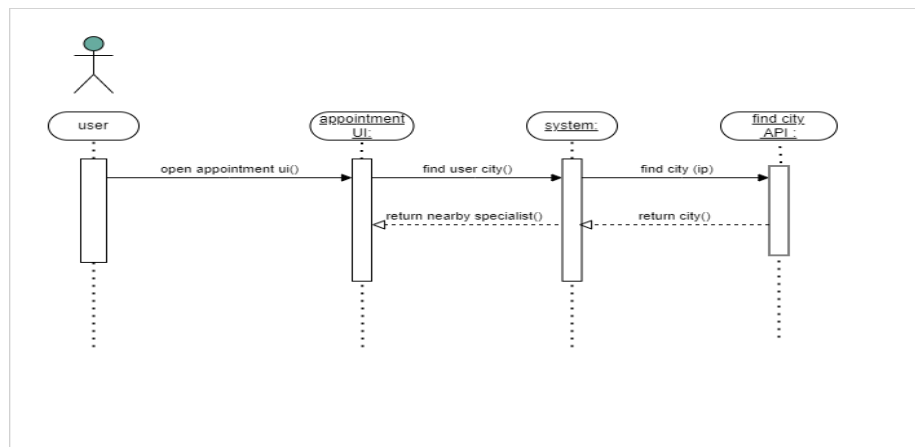 user
appointment
UI:
system:
find city
API :
open appointment ui()
find user city()
find city (ip)
return nearby specialist()
return city()